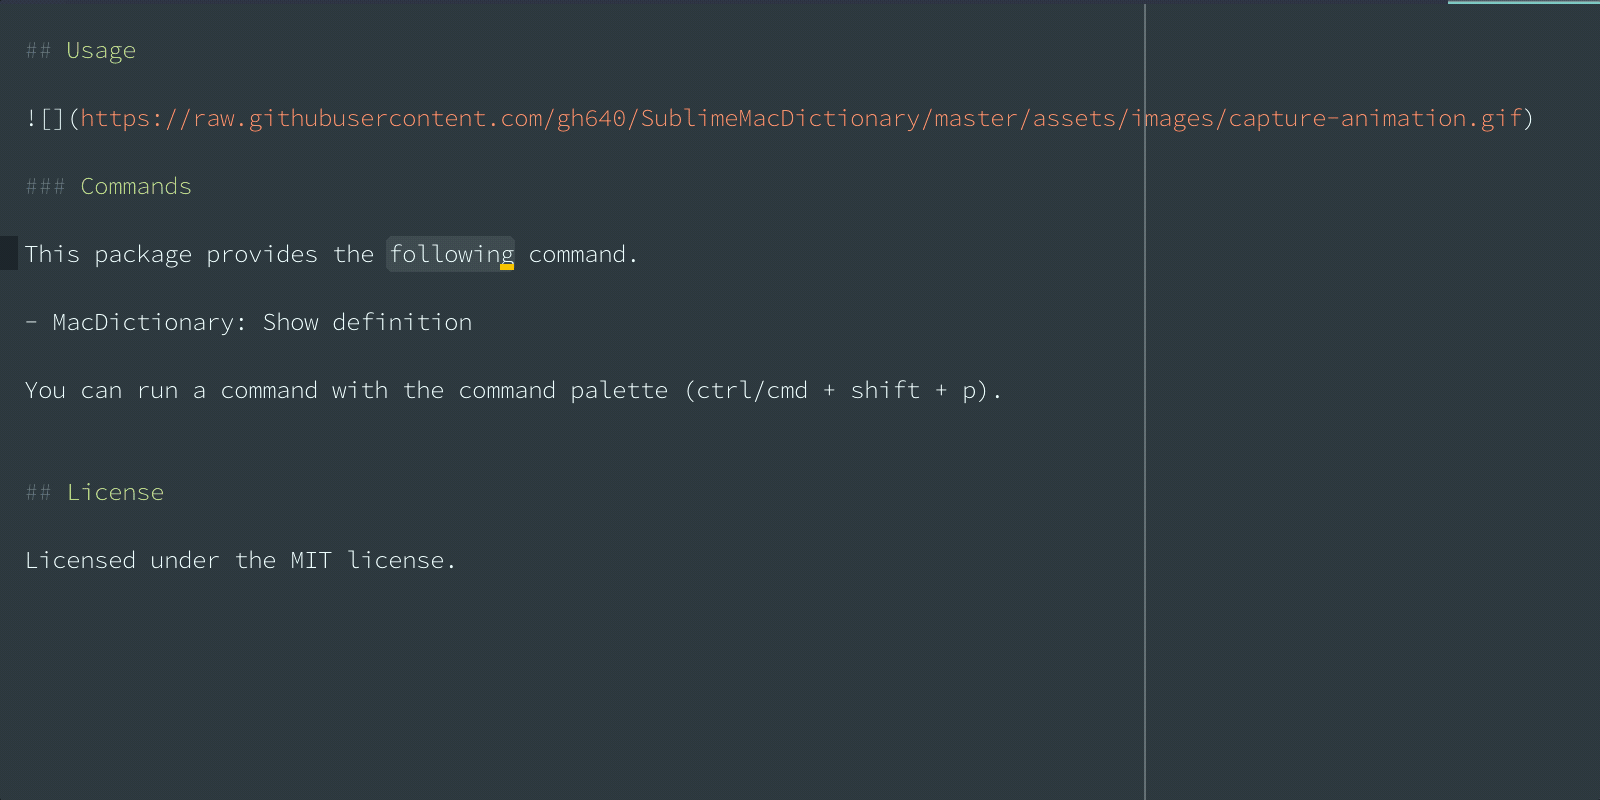 ## Usage
![](https://raw.githubusercontent.com/gh640/SublimeMacDictionary/master/assets/images/capture-animation.gif)
### Commands
This package provides the following command.
- MacDictionary: Show definition
You can run a command with the command palette (ctrl/cmd + shift + p).
## License
Licensed under the MIT license.